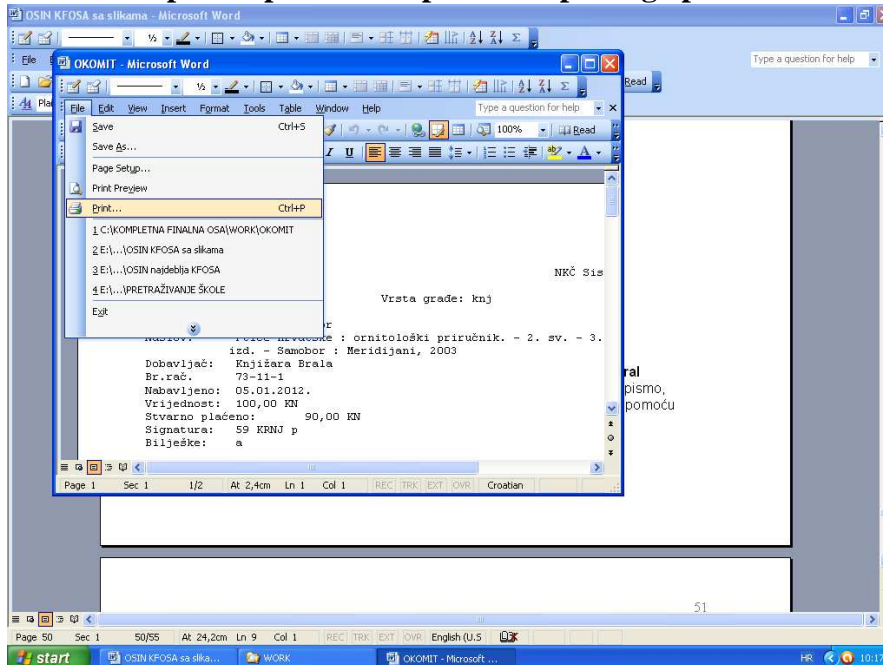 OSIN KFOSA sa slikama - Microsoft Word
½
File
Type a question for help
Read
OKOMIT - Microsoft Word
½
File Edit View Insert Format Tools Table Window Help Type a question for help
Save Ctrl+S
100% Read
Save As...
I U A
Page Setup...
Print Preview
Print... Ctrl+P
1 C:\KOMPLETNA FINALNA OSA\WORK\OKOMIT
2 E:\...\OSIN KFOSA sa slikama
3 E:\...\OSIN najdeblja KFOSA
4 E:\...\PRETRAŽIVANJE ŠKOLE
Exit
NKČ Sis
Vrsta građe: knj
: ornitološki priručnik. - 2. sv. - 3.
izd. - Samobor : Meridijani, 2003
Dobavljač: Knjižara Brala
Br.rač. 73-11-1
Nabavljeno: 05.01.2012.
Vrijednost: 100,00 KN
Stvarno plaćeno: 90,00 KN
Signatura: 59 KRNJ p
Bilješke: a
ral
pismo,
pomoću
Page 1 Sec 1 1/2 At 2,4cm Ln 1 Col 1 REC TRK EXT OVR Croatian
51
Page 50 Sec 1 50/55 At 24,2cm Ln 9 Col 1 REC TRK EXT OVR English (U.S
start OSIN KFOSA sa slika... WORK OKOMIT - Microsoft ... HR 10:17